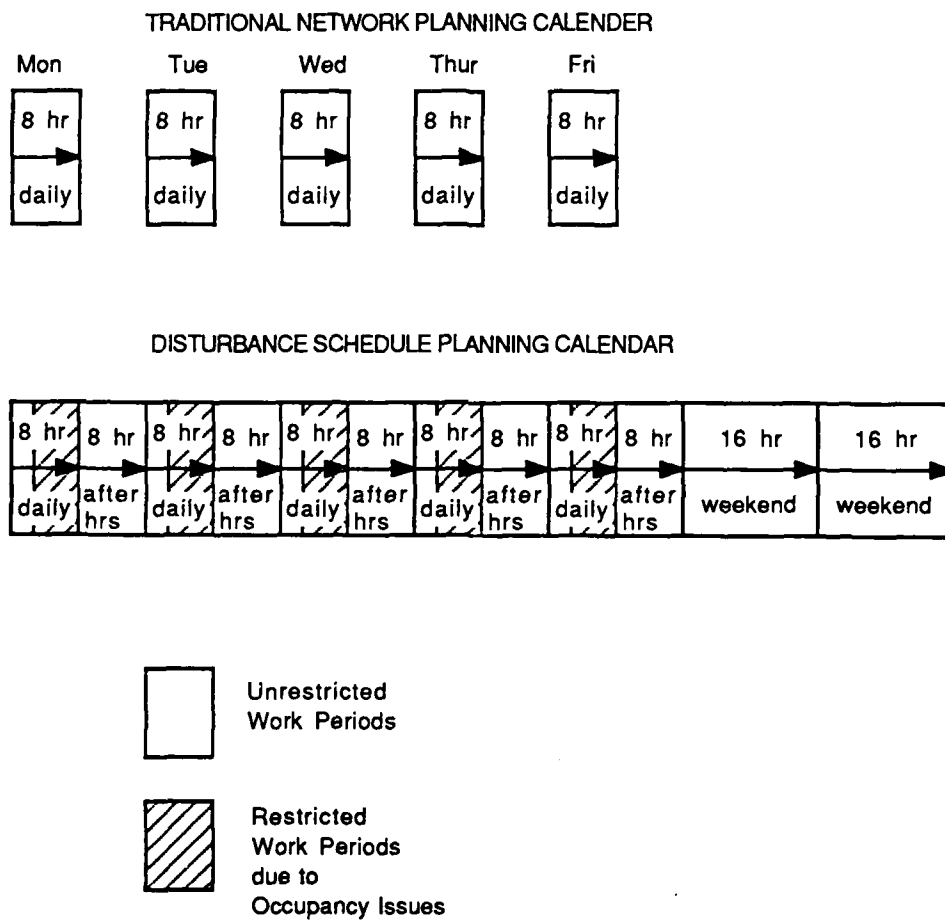 TRADITIONAL NETWORK PLANNING CALENDER
Mon Tue Wed Thur Fri
8 hr 8 hr 8 hr 8 hr 8 hr
daily daily daily daily daily
DISTURBANCE SCHEDULE PLANNING CALENDAR
8 hr 8 hr 8 hr 8 hr 8 hr 8 hr 8 hr 8 hr 8 hr 8 hr 16 hr 16 hr
daily after hrs daily after hrs daily after hrs daily after hrs daily after hrs weekend weekend
Unrestricted
Work Periods
Restricted
Work Periods
due to
Occupancy Issues